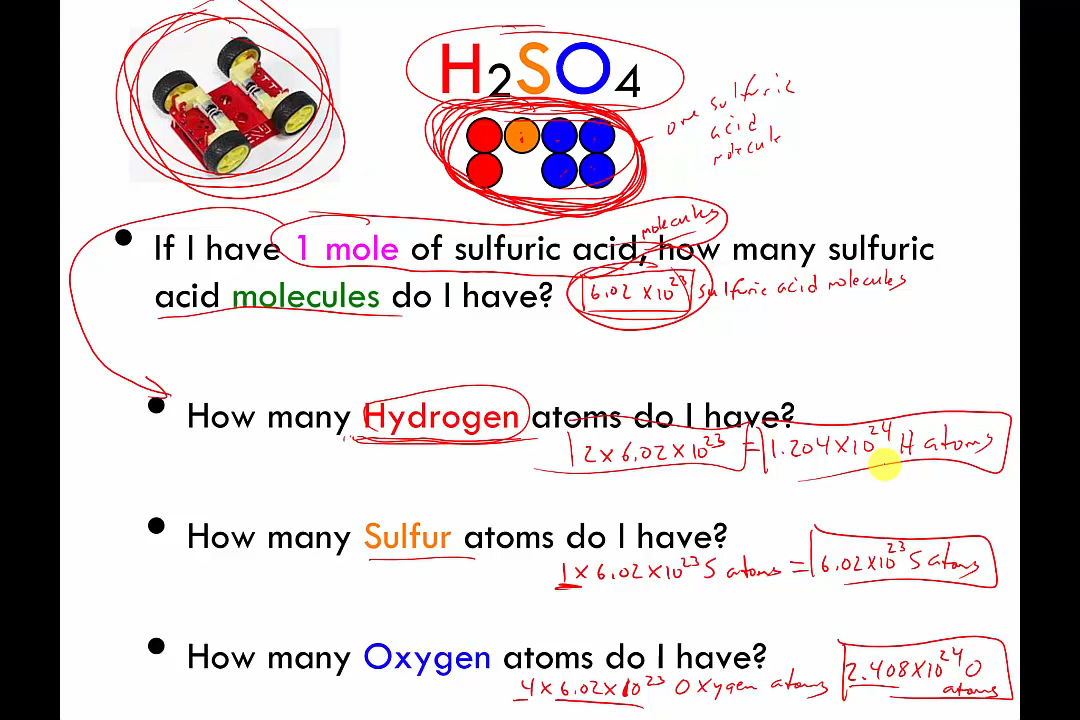 H2SO4
one sulfuric
acid
molecule
molecules
• If I have 1 mole of sulfuric acid, how many sulfuric
acid molecules do I have? 6.02 x10^23 sulfuric acid molecules
• How many Hydrogen atoms do I have?
2 x 6.02 x 10^23 = 1.204 x 10^24 H atoms
• How many Sulfur atoms do I have?
1 x 6.02 x 10^23 S atoms = 6.02 x 10^23 S atoms
• How many Oxygen atoms do I have?
4 x 6.02 x 10^23 Oxygen atoms 2.408 x 10^24 O
atoms